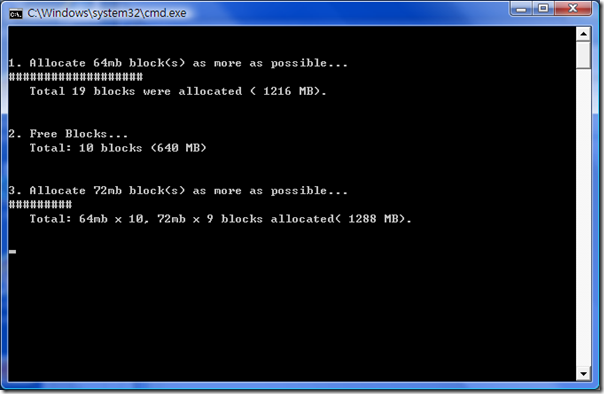 C:\Windows\system32\cmd.exe
1. Allocate 64mb block(s) as more as possible...
###################
Total 19 blocks were allocated ( 1216 MB).
2. Free Blocks...
Total: 10 blocks (640 MB)
3. Allocate 72mb block(s) as more as possible...
#########
Total: 64mb x 10, 72mb x 9 blocks allocated( 1288 MB).